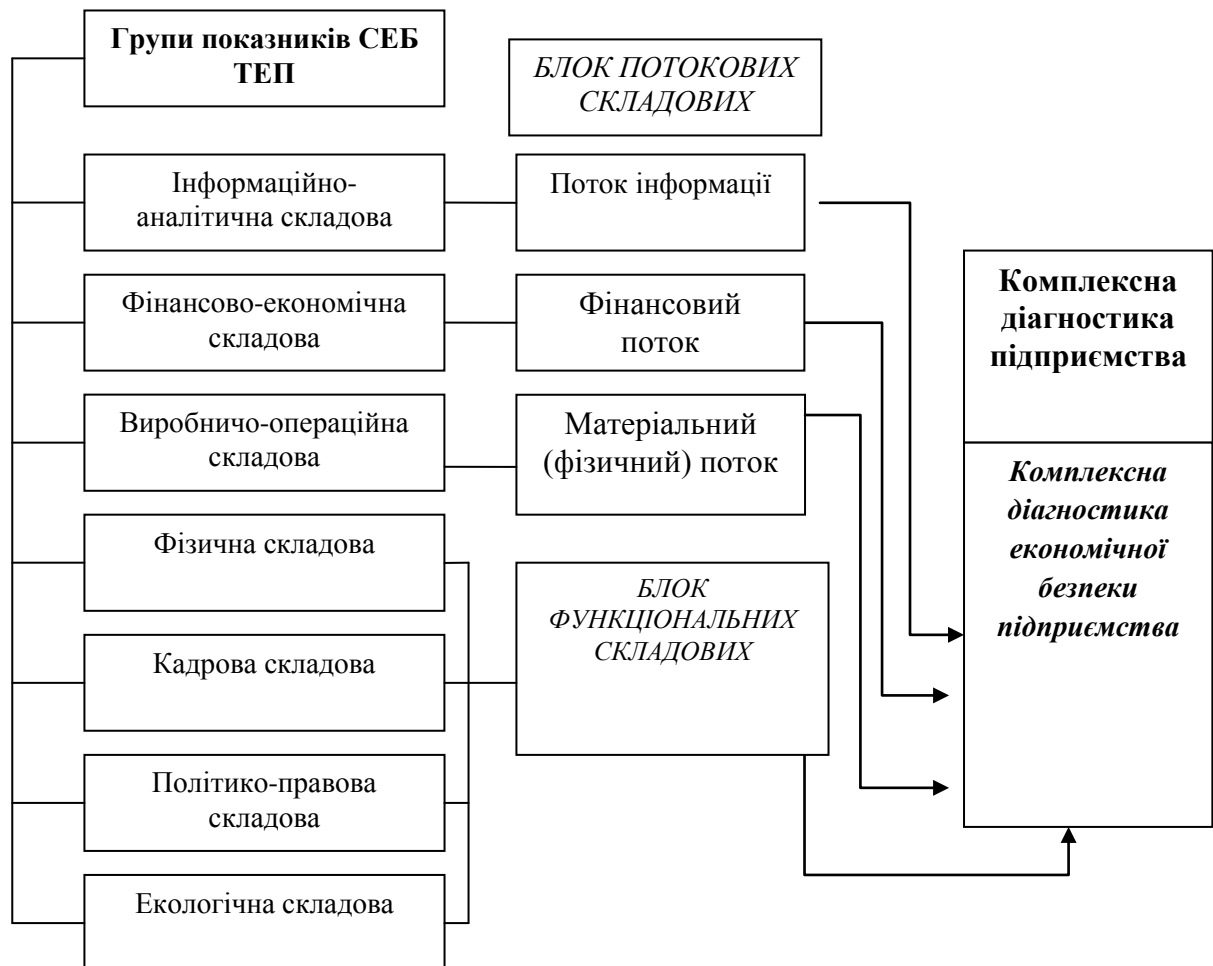 Групи показників СЕБ
ТЕП
БЛОК ПОТОКОВИХ
СКЛАДОВИХ
Інформаційно-
аналітична складова
Поток інформації
Фінансово-економічна
складова
Фінансовий
поток
Виробничо-операційна
складова
Матеріальний
(фізичний) поток
Фізична складова
Кадрова складова
Політико-правова
складова
Екологічна складова
БЛОК
ФУНКЦІОНАЛЬНИХ
СКЛАДОВИХ
Комплексна
діагностика
підприємства
Комплексна
діагностика
економічної
безпеки
підприємства